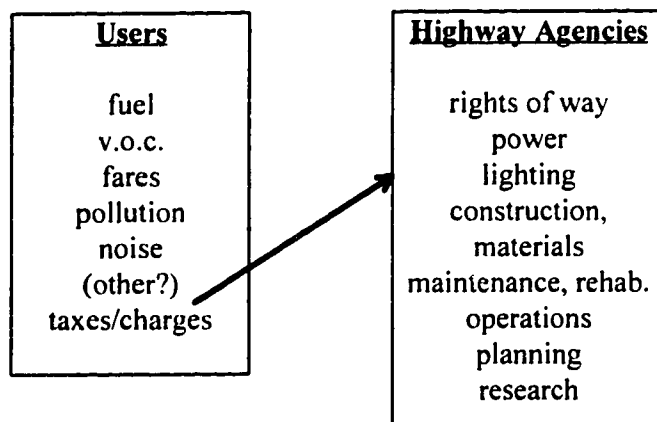 Users
fuel
v.o.c.
fares
pollution
noise
(other?)
taxes/charges
Highway Agencies
rights of way
power
lighting
construction,
materials
maintenance, rehab.
operations
planning
research